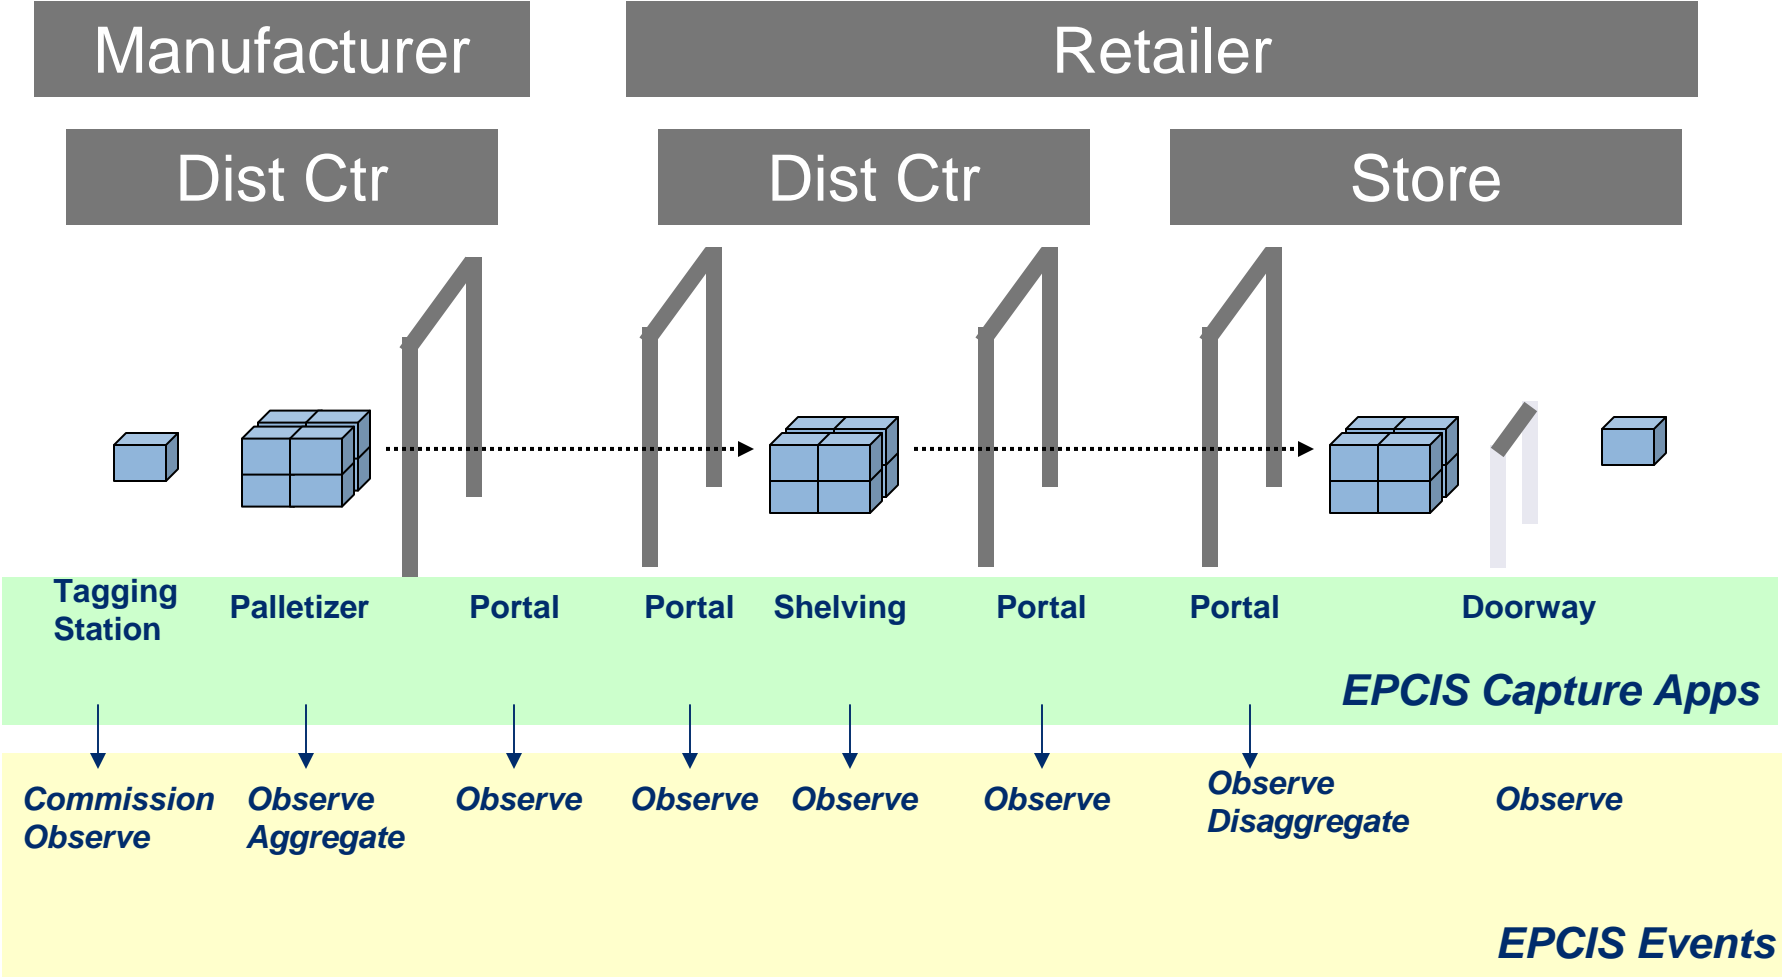 Manufacturer
Retailer
Dist Ctr
Dist Ctr
Store
Tagging
Station
Palletizer
Portal
Portal
Shelving
Portal
Portal
Doorway
EPCIS Capture Apps
Commission
Observe
Observe
Aggregate
Observe
Observe
Observe
Observe
Observe
Disaggregate
Observe
EPCIS Events